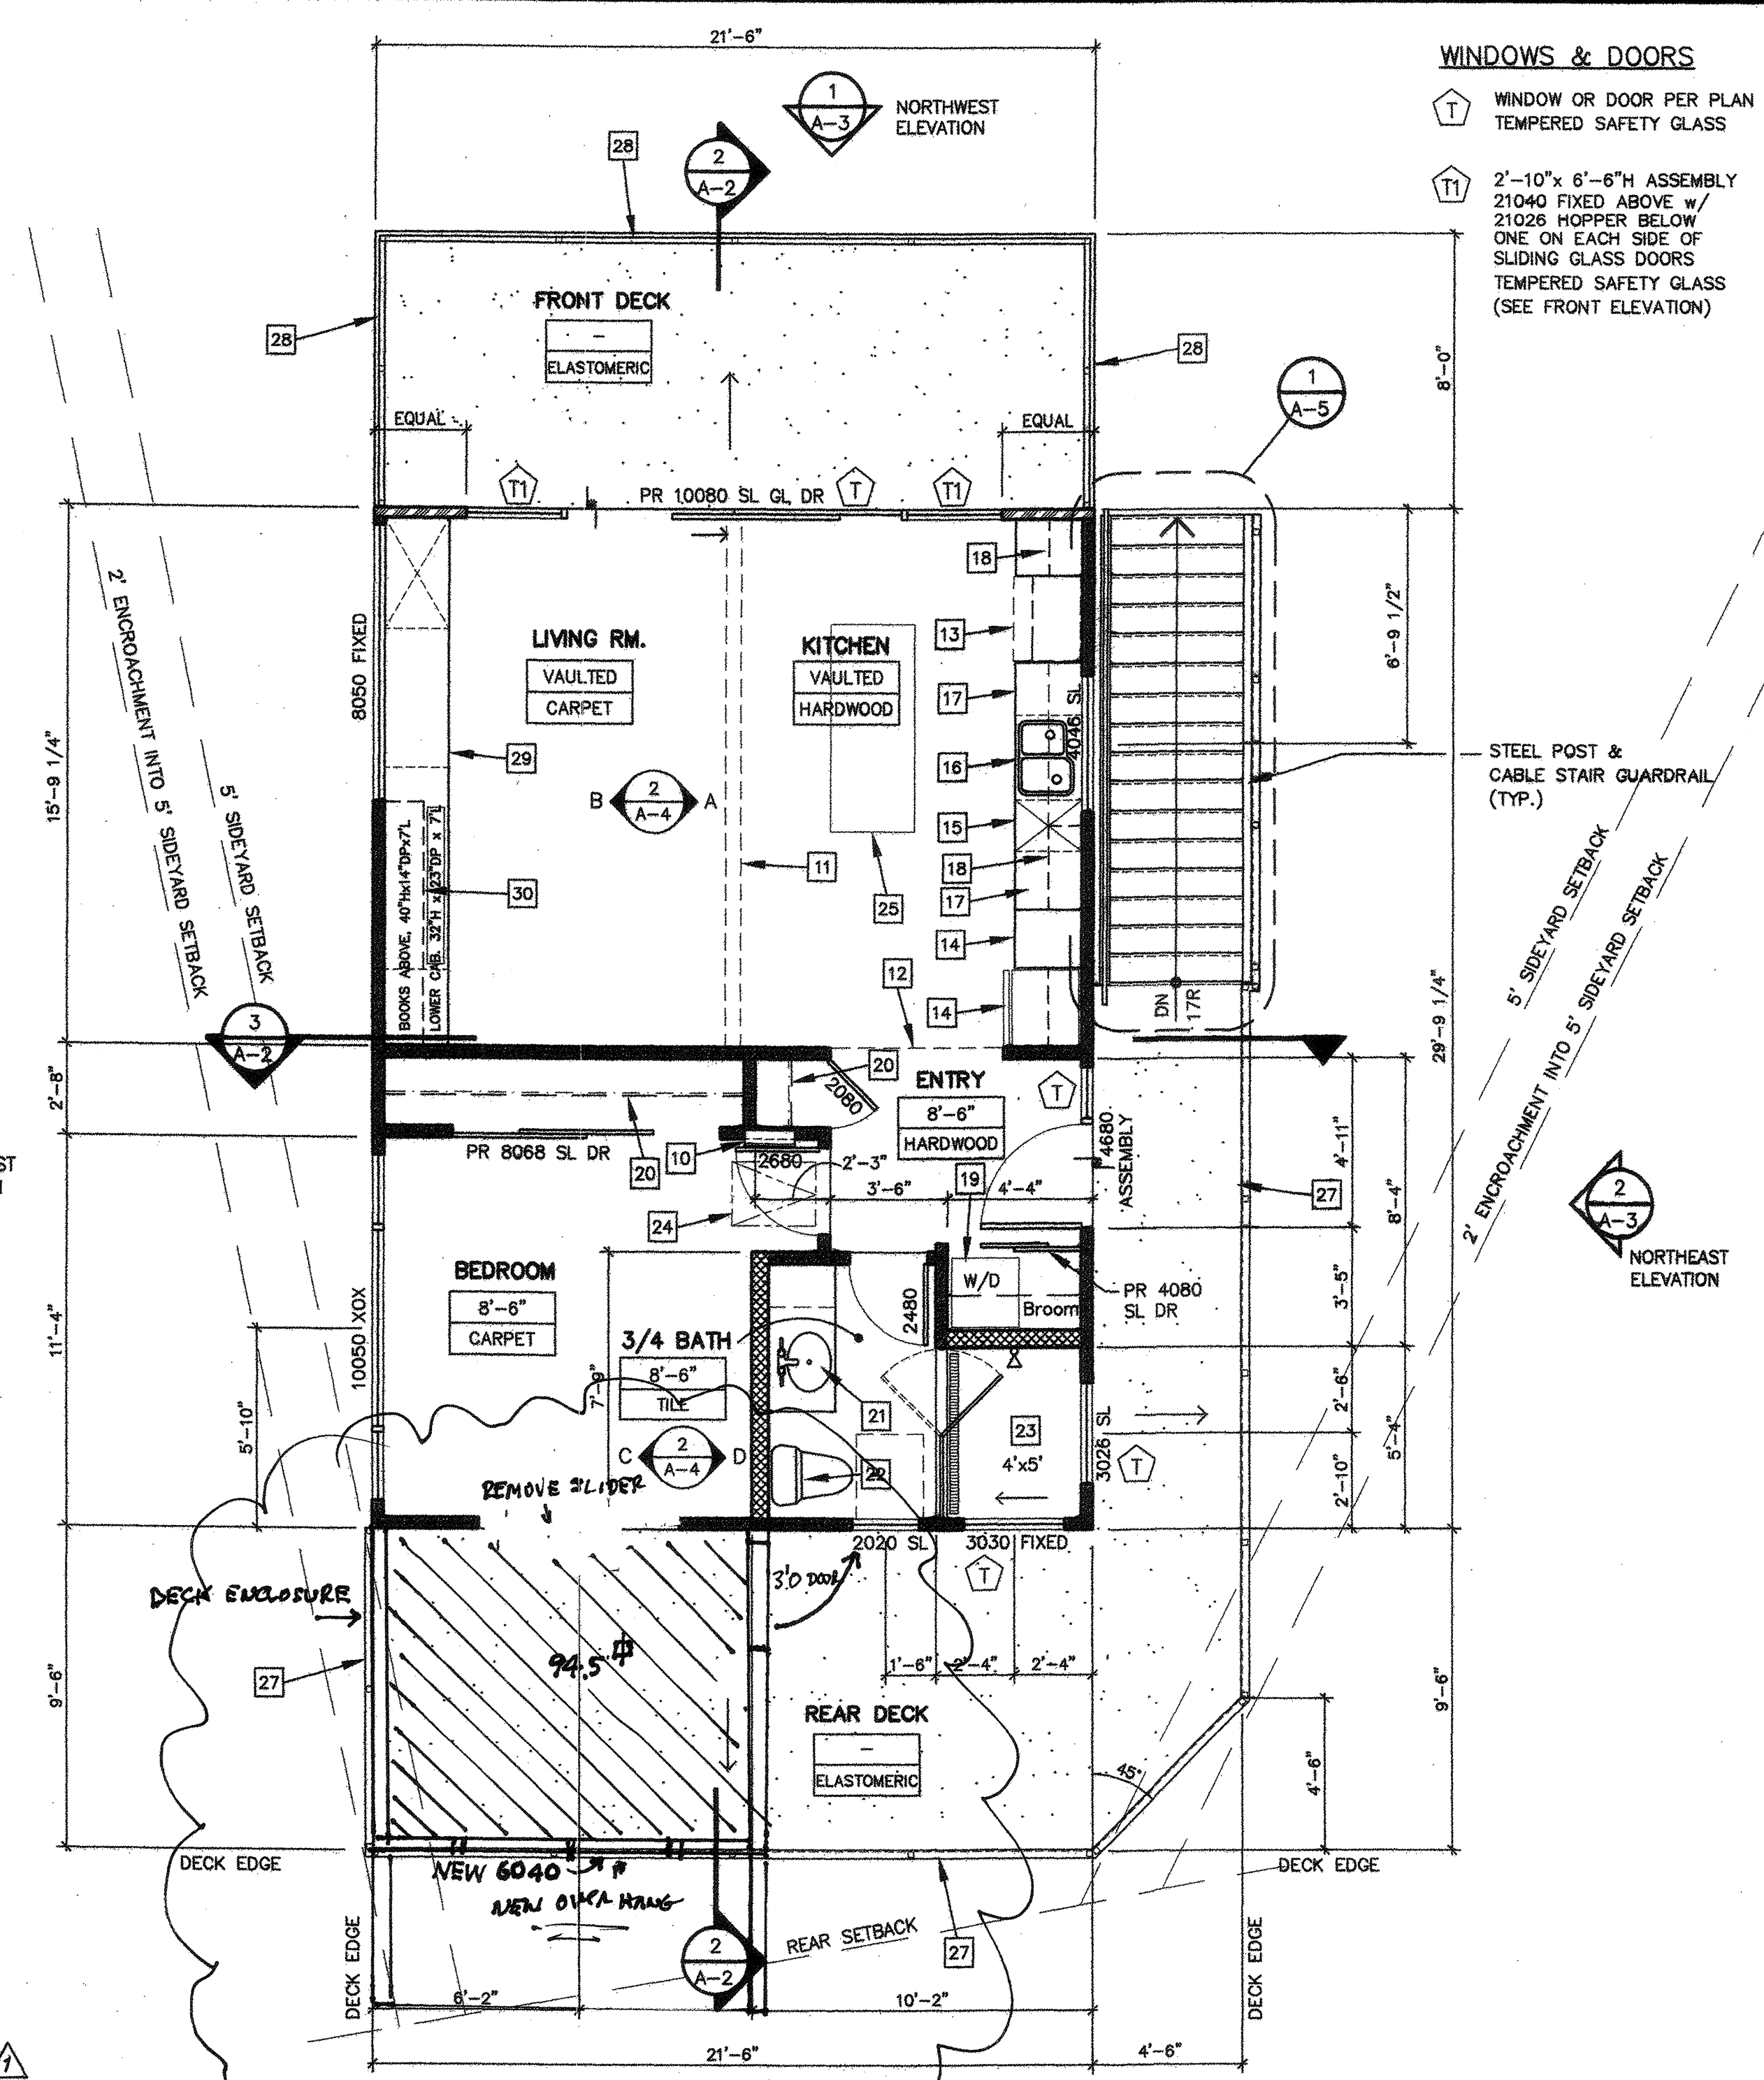 21'-6"
WINDOWS & DOORS
T
WINDOW OR DOOR PER PLAN
TEMPERED SAFETY GLASS
T1
2'-10"x 6'-6"H ASSEMBLY
21040 FIXED ABOVE w/
21026 HOPPER BELOW
ONE ON EACH SIDE OF
SLIDING GLASS DOORS
TEMPERED SAFETY GLASS
(SEE FRONT ELEVATION)
1
A-3
NORTHWEST
ELEVATION
28
2
A-2
FRONT DECK
-
ELASTOMERIC
28
28
8'-0"
1
A-5
EQUAL
EQUAL
T1
PR 10080 SL GL DR
T
T1
18
13
17
16
15
18
17
14
14
4046 SL
LIVING RM.
VAULTED
CARPET
KITCHEN
VAULTED
HARDWOOD
8050 FIXED
15'-9 1/4"
2' ENCROACHMENT INTO 5' SIDEYARD SETBACK
5' SIDEYARD SETBACK
29
30
BOOKS ABOVE, 40"Hx14"DPx7'L
LOWER CAB. 32"H x 23"DP x 7'L
B
2
A-4
A
11
25
12
6'-9 1/2"
STEEL POST &
CABLE STAIR GUARDRAIL
(TYP.)
5' SIDEYARD SETBACK
2' ENCROACHMENT INTO 5' SIDEYARD SETBACK
DN
17R
29'-9 1/4"
3
A-2
2'-8"
20
2080
ENTRY
8'-6"
HARDWOOD
T
4680
ASSEMBLY
4'-11"
8'-4"
27
2
A-3
NORTHEAST
ELEVATION
PR 8068 SL DR
20
10
2680
2'-3"
3'-6"
19
4'-4"
24
ST
BEDROOM
8'-6"
CARPET
10050 XOX
11'-4"
5'-10"
7'-9"
3/4 BATH
8'-6"
TILE
2480
W/D
Broom
PR 4080
SL DR
3'-5"
21
22
23
4'x5'
3026 SL
T
2'-6"
5'-4"
2'-10"
C
2
A-4
D
REMOVE SLIDER
2020 SL
3030 FIXED
T
DECK ENCLOSURE
3'0 DOOR
94.5
27
9'-6"
1'-6"
2'-4"
2'-4"
REAR DECK
-
ELASTOMERIC
45°
4'-6"
9'-6"
DECK EDGE
NEW 6040
NEW OVERHANG
DECK EDGE
DECK EDGE
2
A-2
REAR SETBACK
27
DECK EDGE
6'-2"
10'-2"
21'-6"
4'-6"
1